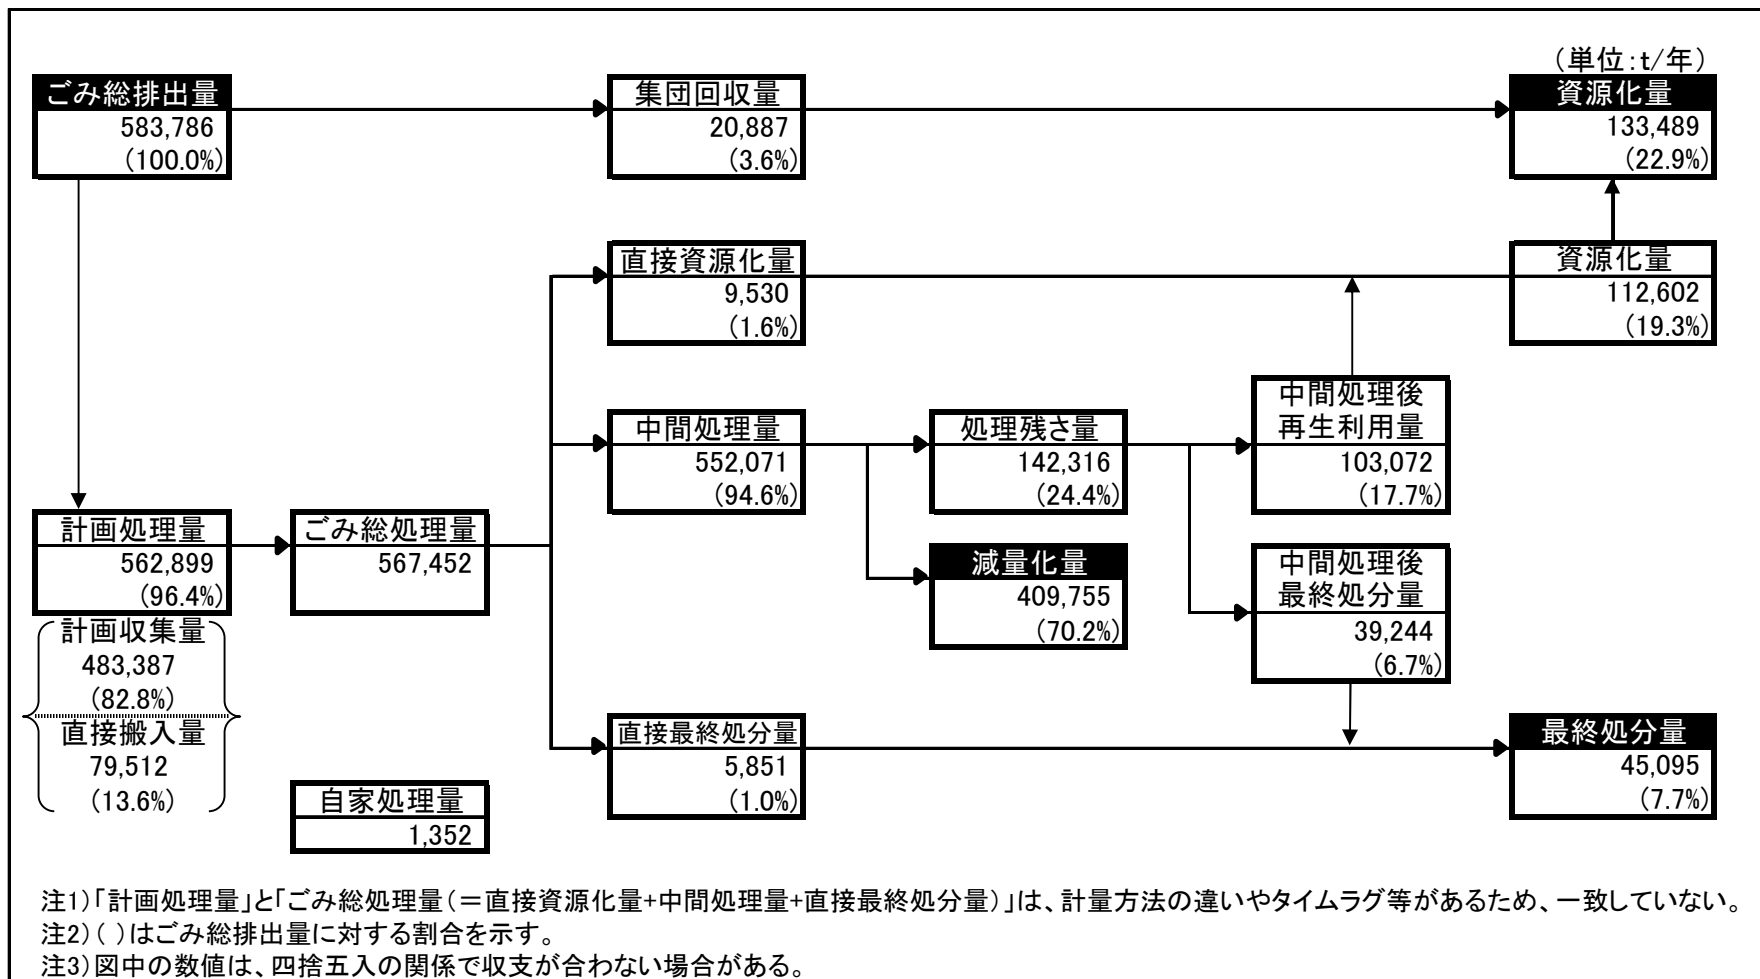 （単位：t/年）
ごみ総排出量
583,786
（100.0%）
集団回収量
20,887
（3.6%）
資源化量
133,489
（22.9%）
直接資源化量
9,530
（1.6%）
資源化量
112,602
（19.3%）
中間処理量
552,071
（94.6%）
処理残さ量
142,316
（24.4%）
中間処理後
再生利用量
103,072
（17.7%）
計画処理量
562,899
（96.4%）
ごみ総処理量
567,452
減量化量
409,755
（70.2%）
中間処理後
最終処分量
39,244
（6.7%）
計画収集量
483,387
（82.8%）
直接搬入量
79,512
（13.6%）
自家処理量
1,352
直接最終処分量
5,851
（1.0%）
最終処分量
45,095
（7.7%）
注1）「計画処理量」と「ごみ総処理量（＝直接資源化量+中間処理量+直接最終処分量）」は、計量方法の違いやタイムラグ等があるため、一致していない。
注2）（ ）はごみ総排出量に対する割合を示す。
注3）図中の数値は、四捨五入の関係で収支が合わない場合がある。